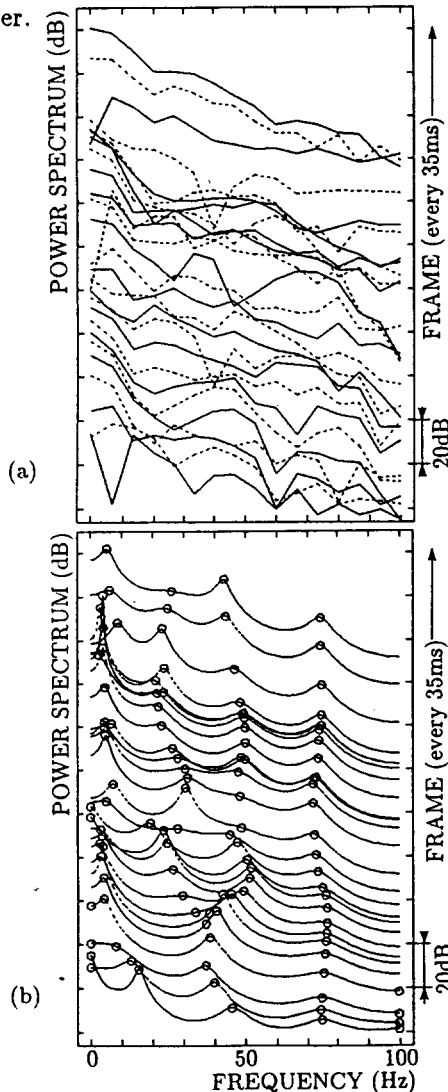 er.
POWER SPECTRUM (dB)
FRAME (every 35ms)
20dB
(a)
POWER SPECTRUM (dB)
FRAME (every 35ms)
20dB
(b)
0 50 100
FREQUENCY (Hz)